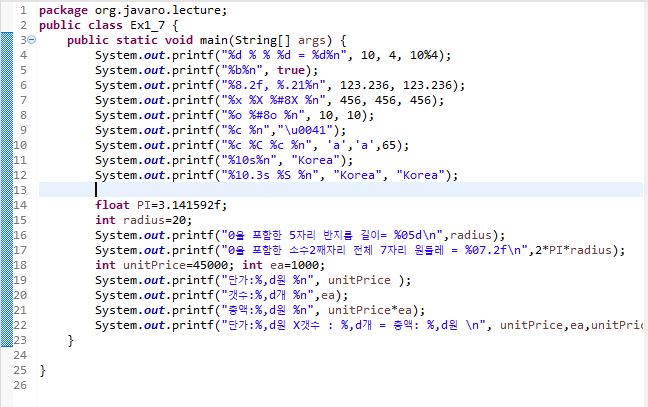 1 package org.javaro.lecture;
2 public class Ex1_7 {
3 public static void main(String[] args) {
4 System.out.printf("%d % % %d = %d%n", 10, 4, 10%4);
5 System.out.printf("%b%n", true);
6 System.out.printf("%8.2f, %.21%n", 123.236, 123.236);
7 System.out.printf("%x %X %#8X %n", 456, 456, 456);
8 System.out.printf("%o %#8o %n", 10, 10);
9 System.out.printf("%c %n","\u0041");
10 System.out.printf("%c %C %c %n", 'a','a',65);
11 System.out.printf("%10s%n", "Korea");
12 System.out.printf("%10.3s %S %n", "Korea", "Korea");
13
14 float PI=3.141592f;
15 int radius=20;
16 System.out.printf("0을 포함한 5자리 반지름 길이= %05d\n",radius);
17 System.out.printf("0을 포함한 소수2째자리 전체 7자리 원둘레 = %07.2f\n",2*PI*radius);
18 int unitPrice=45000; int ea=1000;
19 System.out.printf("단가:%,d원 %n", unitPrice );
20 System.out.printf("갯수:%,d개 %n",ea);
21 System.out.printf("총액:%,d원 %n", unitPrice*ea);
22 System.out.printf("단가:%,d원 X갯수 : %,d개 = 총액: %,d원 \n", unitPrice,ea,unitPric
23 }
24
25 }
26